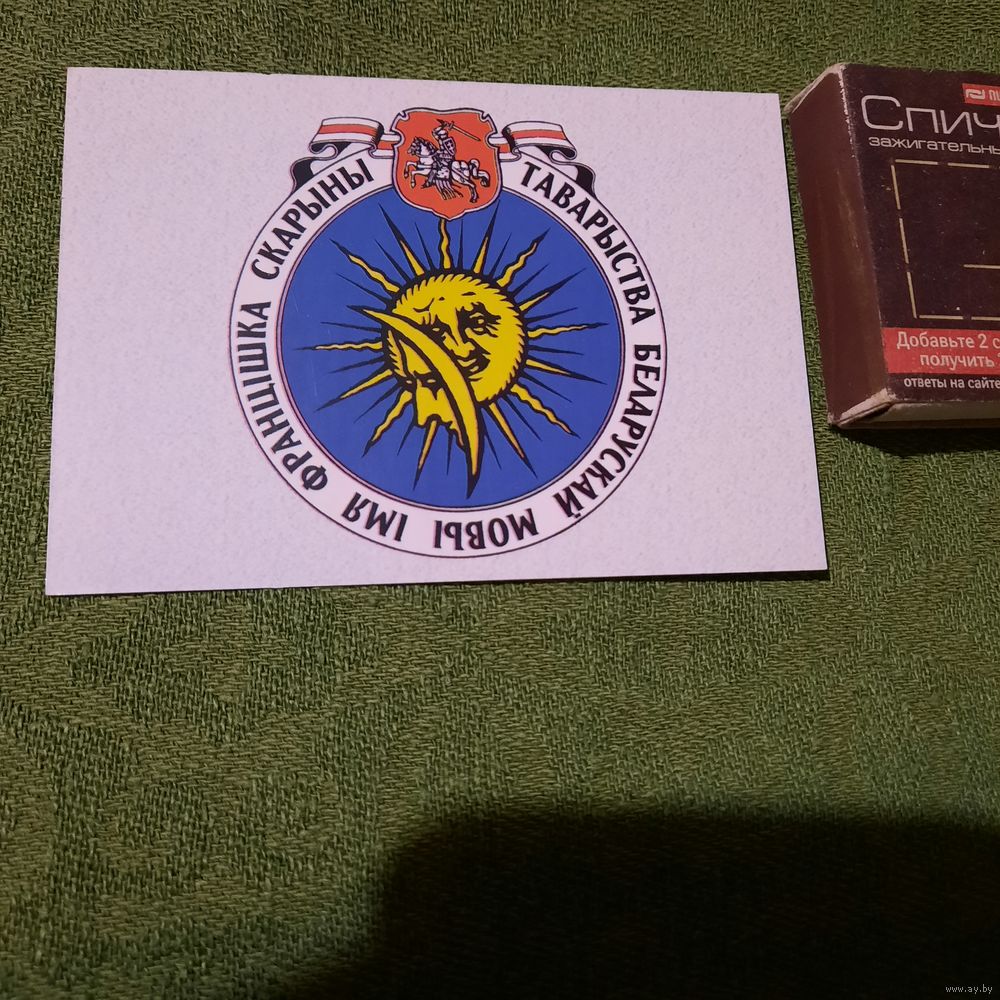 ТАВАРЫСТВА БЕЛАРУСКАЙ МОВЫ ІМЯ ФРАНЦІШКА СКАРЫНЫ
Спич
зажигательны
Добавьте 2 с
получить
ответы на сайте
www.ay.by